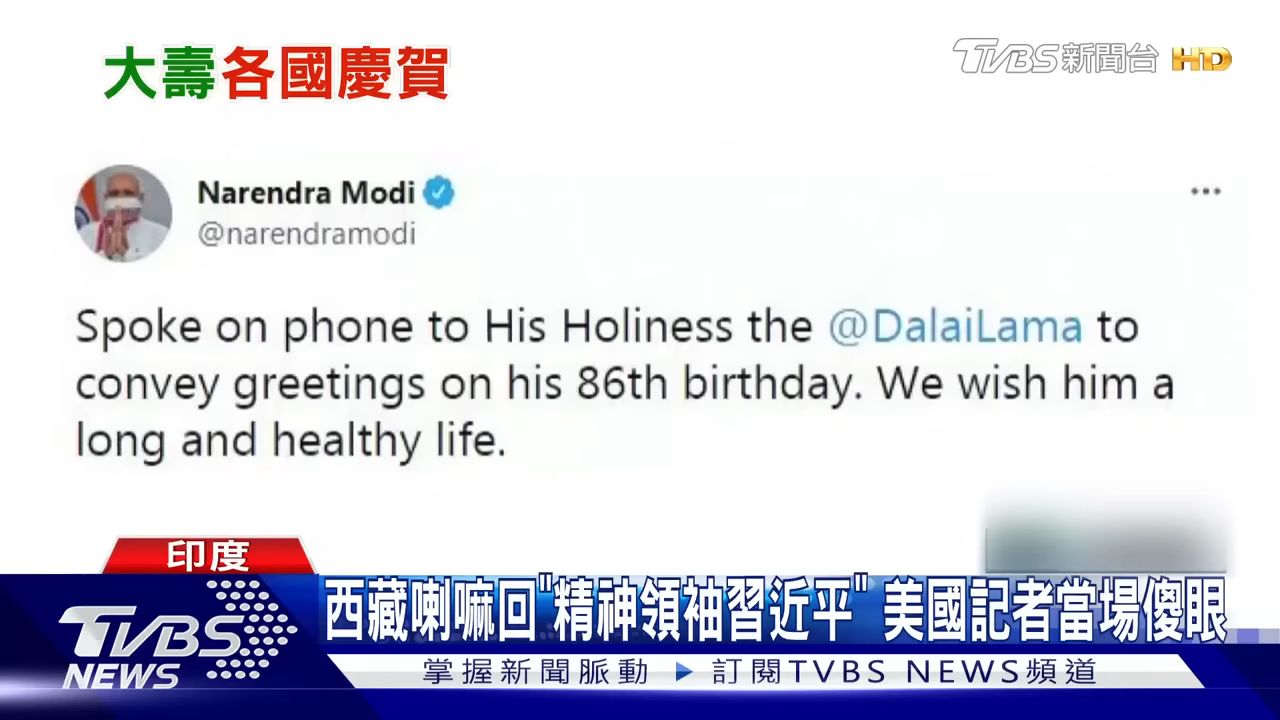 大壽各國慶賀
TVBS新聞台 HD
Narendra Modi
@narendramodi
Spoke on phone to His Holiness the @DalaiLama to
convey greetings on his 86th birthday. We wish him a
long and healthy life.
印度
西藏喇嘛回"精神領袖習近平" 美國記者當場傻眼
TVBS
NEWS
掌握新聞脈動 ▶ 訂閱TVBS NEWS頻道